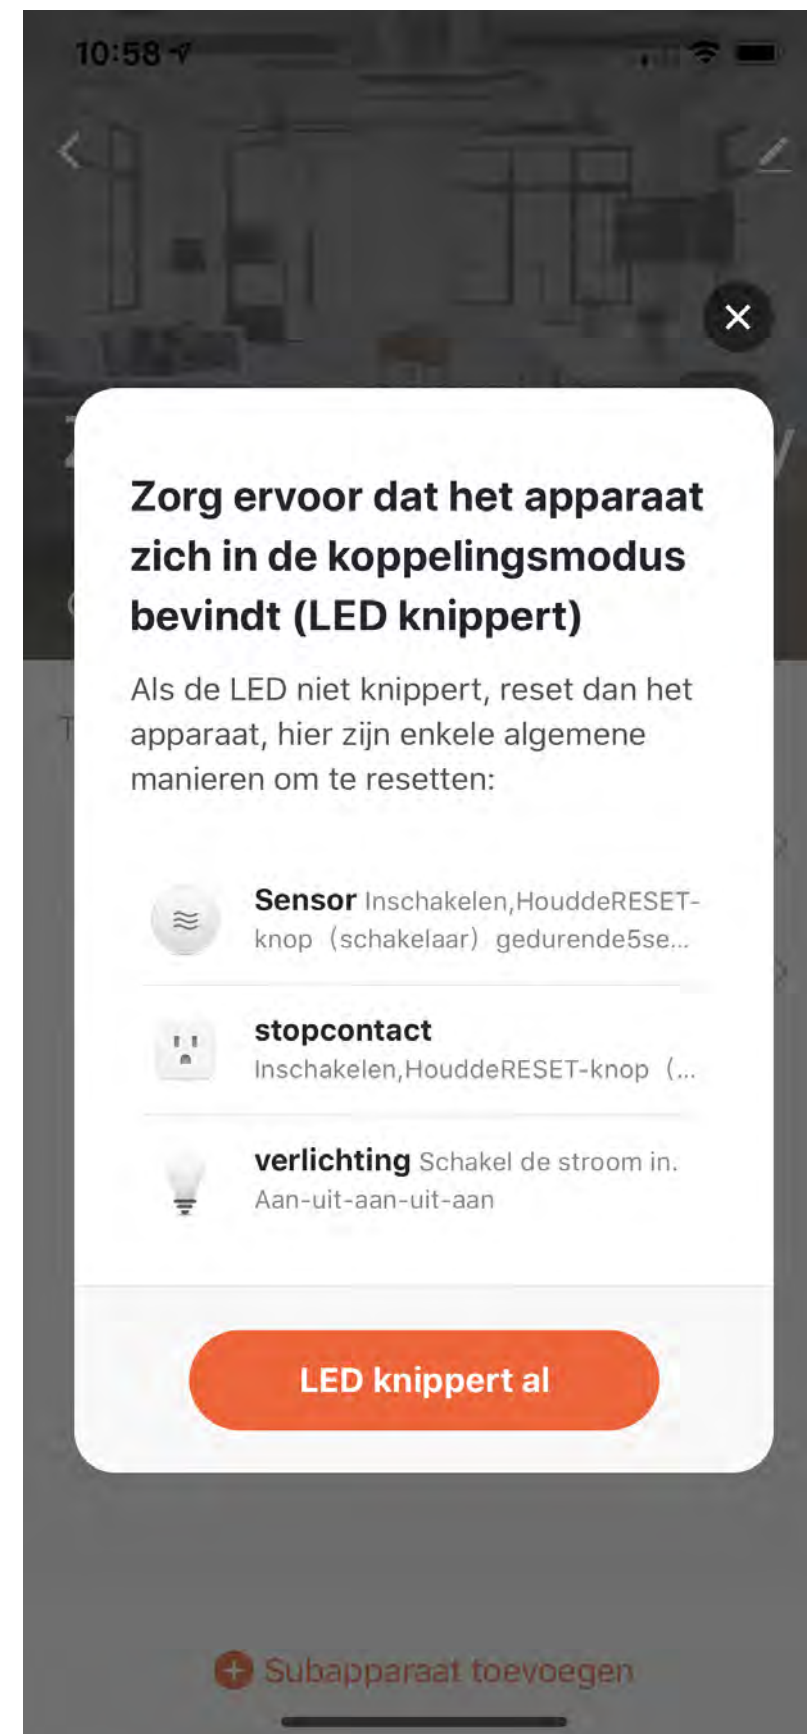 10:58
Zorg ervoor dat het apparaat
zich in de koppelingsmodus
bevindt (LED knippert)
Als de LED niet knippert, reset dan het
apparaat, hier zijn enkele algemene
manieren om te resetten:
Sensor Inschakelen,HouddeRESET-
knop（schakelaar）gedurende5se...
stopcontact
Inschakelen,HouddeRESET-knop（...
verlichting Schakel de stroom in.
Aan-uit-aan-uit-aan
LED knippert al
Subapparaat toevoegen